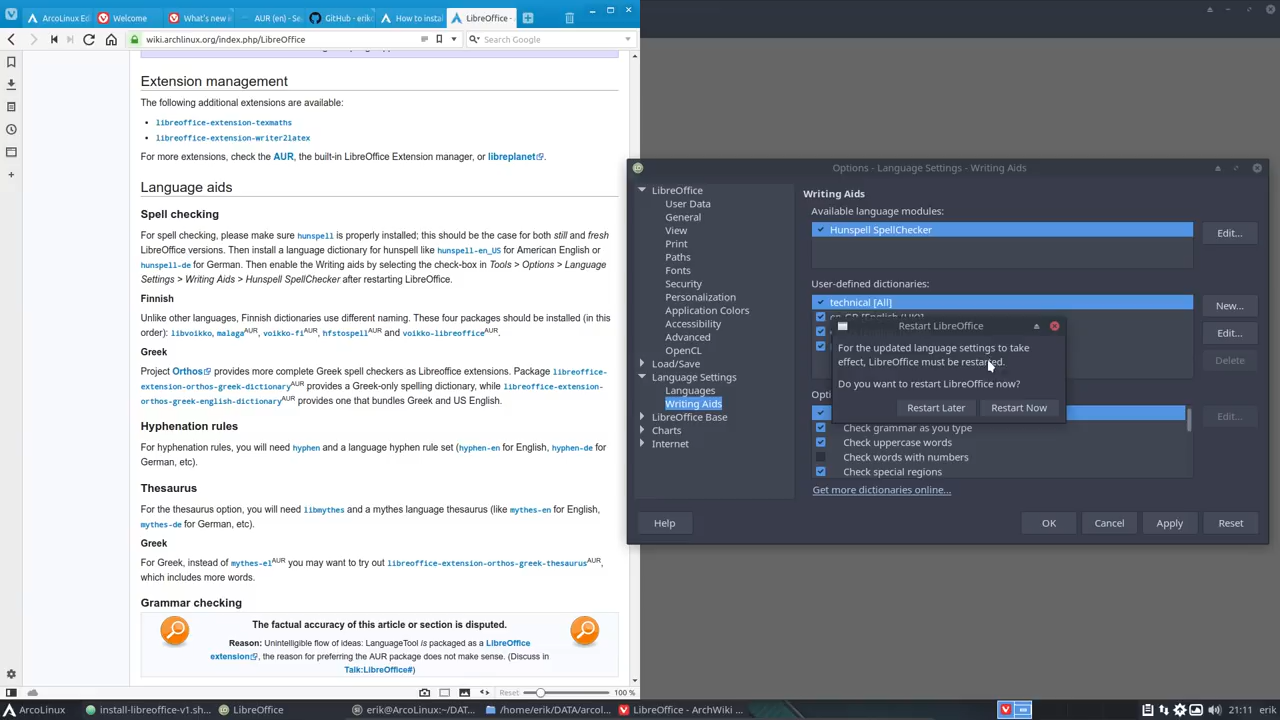 ArcoLinux Ed
Welcome
What's new
AUR (en) - Se
GitHub - erik
How to instal
LibreOffice -
wiki.archlinux.org/index.php/LibreOffice
Search Google
Extension management
The following additional extensions are available:
libreoffice-extension-texmaths
libreoffice-extension-writer2latex
For more extensions, check the AUR, the built-in LibreOffice Extension manager, or libreplanet.
Language aids
Spell checking
For spell checking, please make sure hunspell is properly installed; this should be the case for both still and fresh
LibreOffice versions. Then install a language dictionary for hunspell like hunspell-en_US for American English or
hunspell-de for German. Then enable the Writing aids by selecting the check-box in Tools > Options > Language
Settings > Writing Aids > Hunspell SpellChecker after restarting LibreOffice.
Finnish
Unlike other languages, Finnish dictionaries use different naming. These four packages should be installed (in this
order): libvoikko, malagaAUR, voikko-fiAUR, hfstospellAUR and voikko-libreofficeAUR.
Greek
Project Orthos provides more complete Greek spell checkers as Libreoffice extensions. Package libreoffice-
extension-orthos-greek-dictionaryAUR provides a Greek-only spelling dictionary, while libreoffice-extension-
orthos-greek-english-dictionaryAUR provides one that bundles Greek and US English.
Hyphenation rules
For hyphenation rules, you will need hyphen and a language hyphen rule set (hyphen-en for English, hyphen-de for
German, etc).
Thesaurus
For the thesaurus option, you will need libmythes and a mythes language thesaurus (like mythes-en for English,
mythes-de for German, etc).
Greek
For Greek, instead of mythes-elAUR you may want to try out libreoffice-extension-orthos-greek-thesaurusAUR,
which includes more words.
Grammar checking
The factual accuracy of this article or section is disputed.
Reason: Unintelligible flow of ideas: LanguageTool is packaged as a LibreOffice
extension, the reason for preferring the AUR package does not make sense. (Discuss in
Talk:LibreOffice#)
Reset:
100 %
Options - Language Settings - Writing Aids
LibreOffice
User Data
General
View
Print
Paths
Fonts
Security
Personalization
Application Colors
Accessibility
Advanced
OpenCL
Load/Save
Language Settings
Languages
Writing Aids
LibreOffice Base
Charts
Internet
Writing Aids
Available language modules:
Hunspell SpellChecker
Edit...
User-defined dictionaries:
technical [All]
en-GB [English (UK)]
New...
Edit...
Delete
Restart LibreOffice
For the updated language settings to take
effect, LibreOffice must be restarted.
Do you want to restart LibreOffice now?
Restart Later
Restart Now
Opti
Edit...
Check grammar as you type
Check uppercase words
Check words with numbers
Check special regions
Get more dictionaries online...
Help
OK
Cancel
Apply
Reset
ArcoLinux
install-libreoffice-v1.sh...
LibreOffice
erik@ArcoLinux:~/DAT...
/home/erik/DATA/arcol...
LibreOffice - ArchWiki ...
21:11
erik